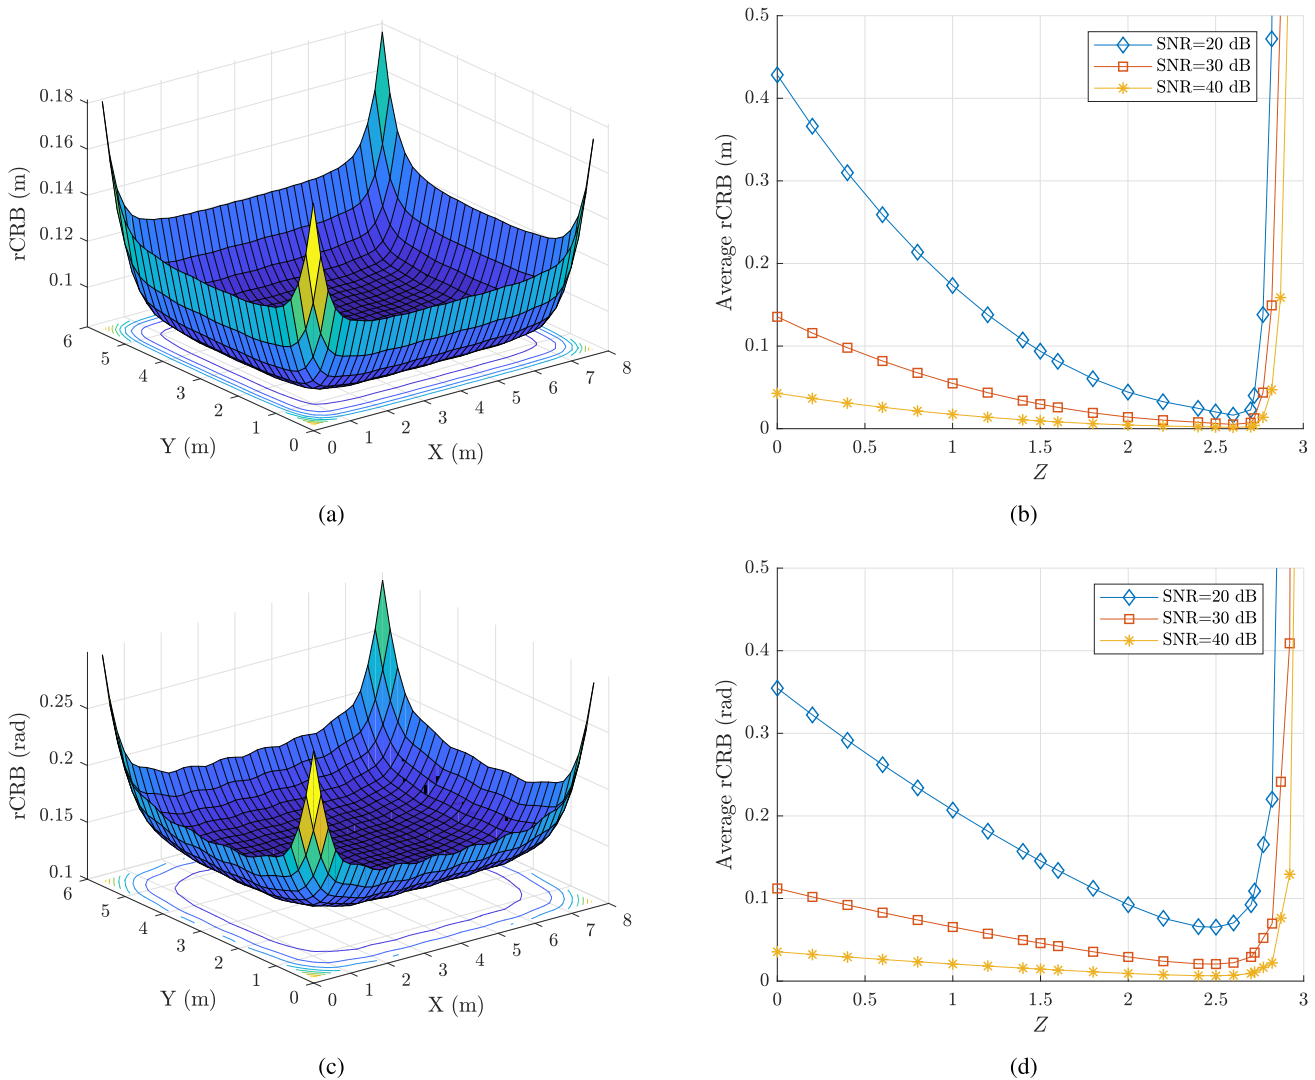 0.18
0.16
0.14
0.12
0.1
rCRB (m)
6
5
4
3
2
1
0
Y (m)
0
1
2
3
4
5
6
7
8
X (m)
(a)
0.5
0.4
0.3
0.2
0.1
0
Average rCRB (m)
SNR=20 dB
SNR=30 dB
SNR=40 dB
0 0.5 1 1.5 2 2.5 3
Z
(b)
0.25
0.2
0.15
0.1
rCRB (rad)
6
5
4
3
2
1
0
Y (m)
0
1
2
3
4
5
6
7
8
X (m)
(c)
0.5
0.4
0.3
0.2
0.1
0
Average rCRB (rad)
SNR=20 dB
SNR=30 dB
SNR=40 dB
0 0.5 1 1.5 2 2.5 3
Z
(d)